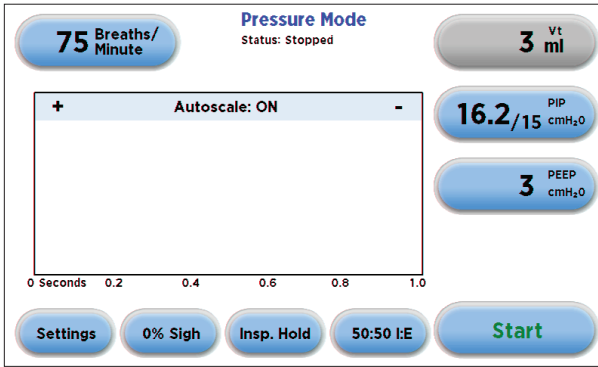 Pressure Mode
Status: Stopped
75 Breaths/
Minute
3 Vt
ml
+ Autoscale: ON -
16.2/15 PIP
cmH₂0
3 PEEP
cmH₂0
0 Seconds 0.2 0.4 0.6 0.8 1.0
Settings 0% Sigh Insp. Hold 50:50 I:E Start